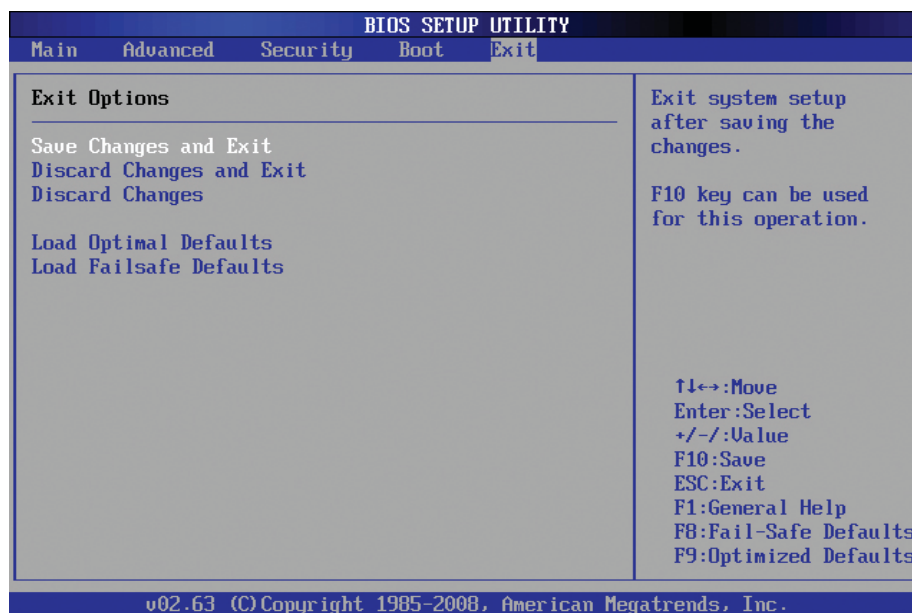 BIOS SETUP UTILITY
Main Advanced Security Boot Exit
Exit Options
Save Changes and Exit
Discard Changes and Exit
Discard Changes
Load Optimal Defaults
Load Failsafe Defaults
Exit system setup
after saving the
changes.
F10 key can be used
for this operation.
↑↓←→:Move
Enter:Select
+/-/:Value
F10:Save
ESC:Exit
F1:General Help
F8:Fail-Safe Defaults
F9:Optimized Defaults
v02.63 (C)Copyright 1985-2008, American Megatrends, Inc.